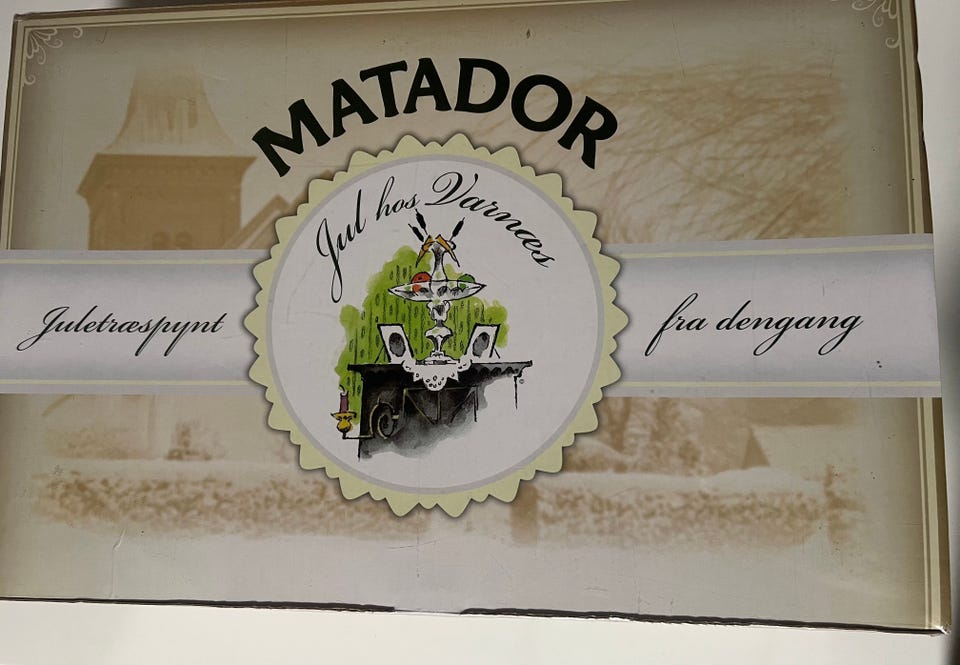 MATADOR
Jul hos Varnæs
Juletræspynt
fra dengang